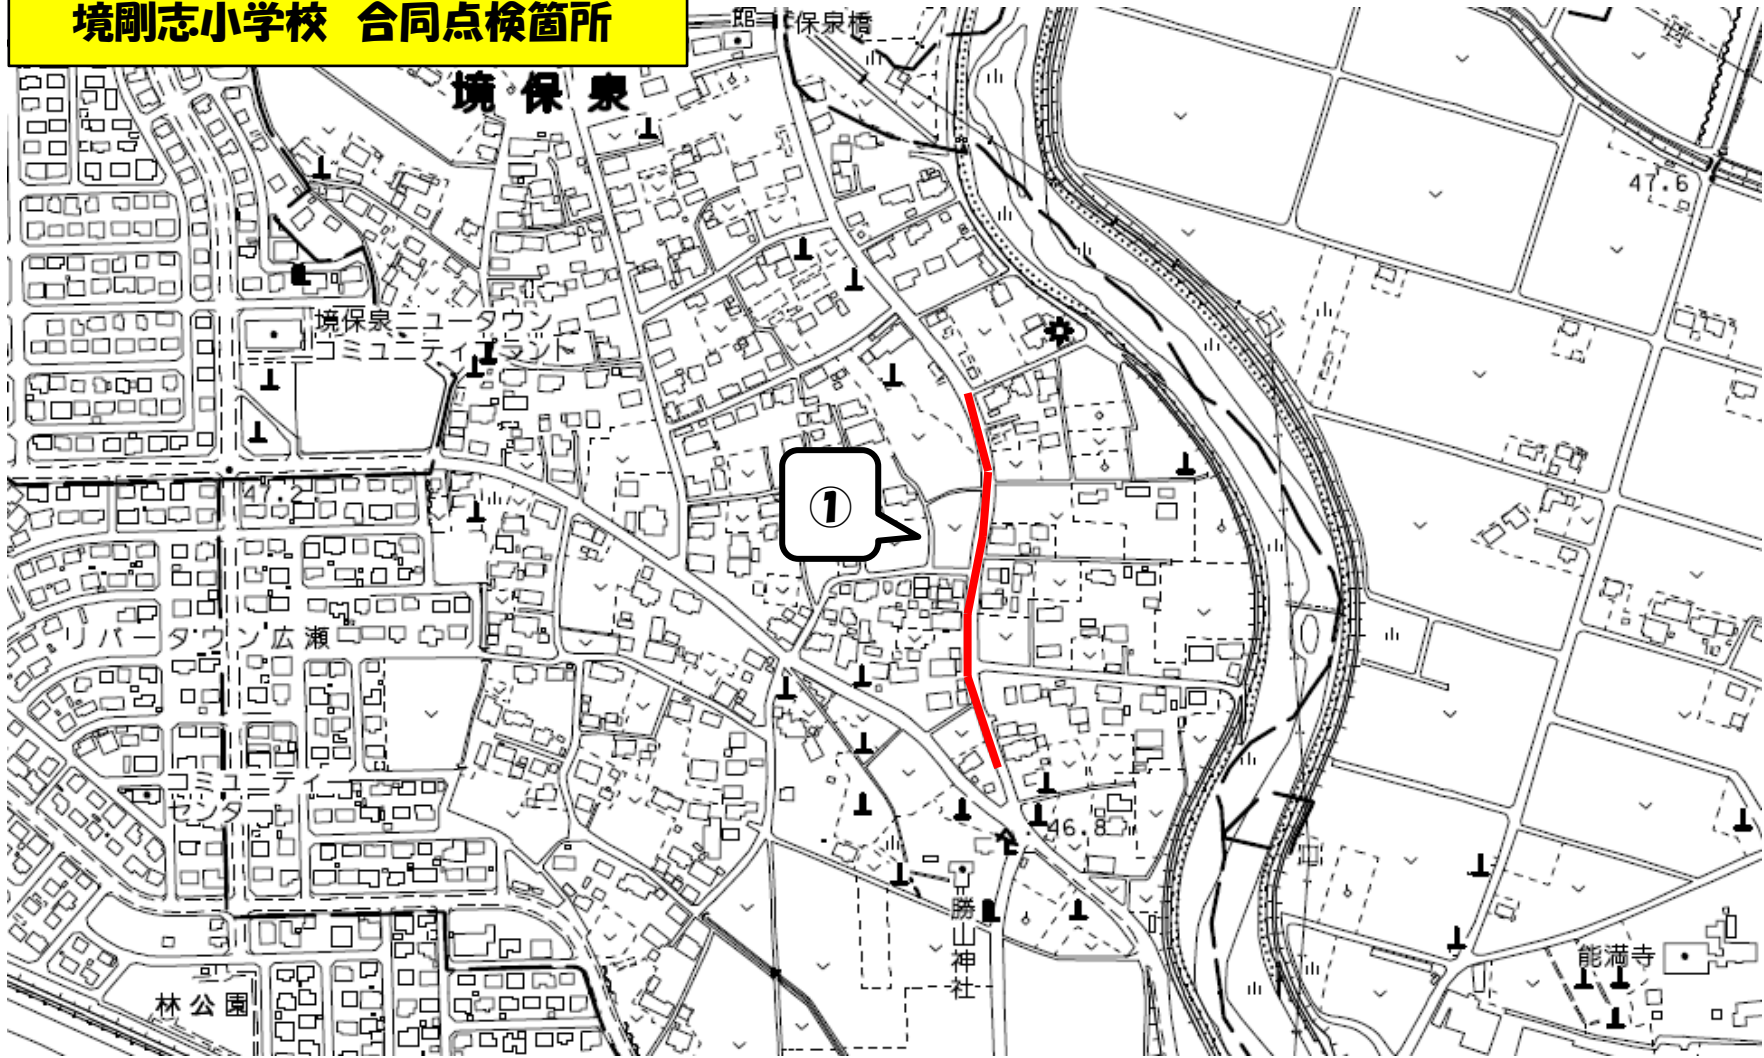 境剛志小学校 合同点検箇所
館
保泉橋
境保泉
47.6
境保泉ニュータウン
コミュニティプラント
①
47.2
リバータウン広瀬
コミュニティ
センター
46.8
勝山神社
能満寺
林公園